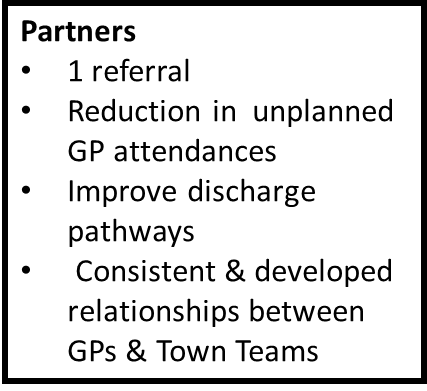 Partners
• 1 referral
• Reduction in unplanned
GP attendances
• Improve discharge
pathways
• Consistent & developed
relationships between
GPs & Town Teams